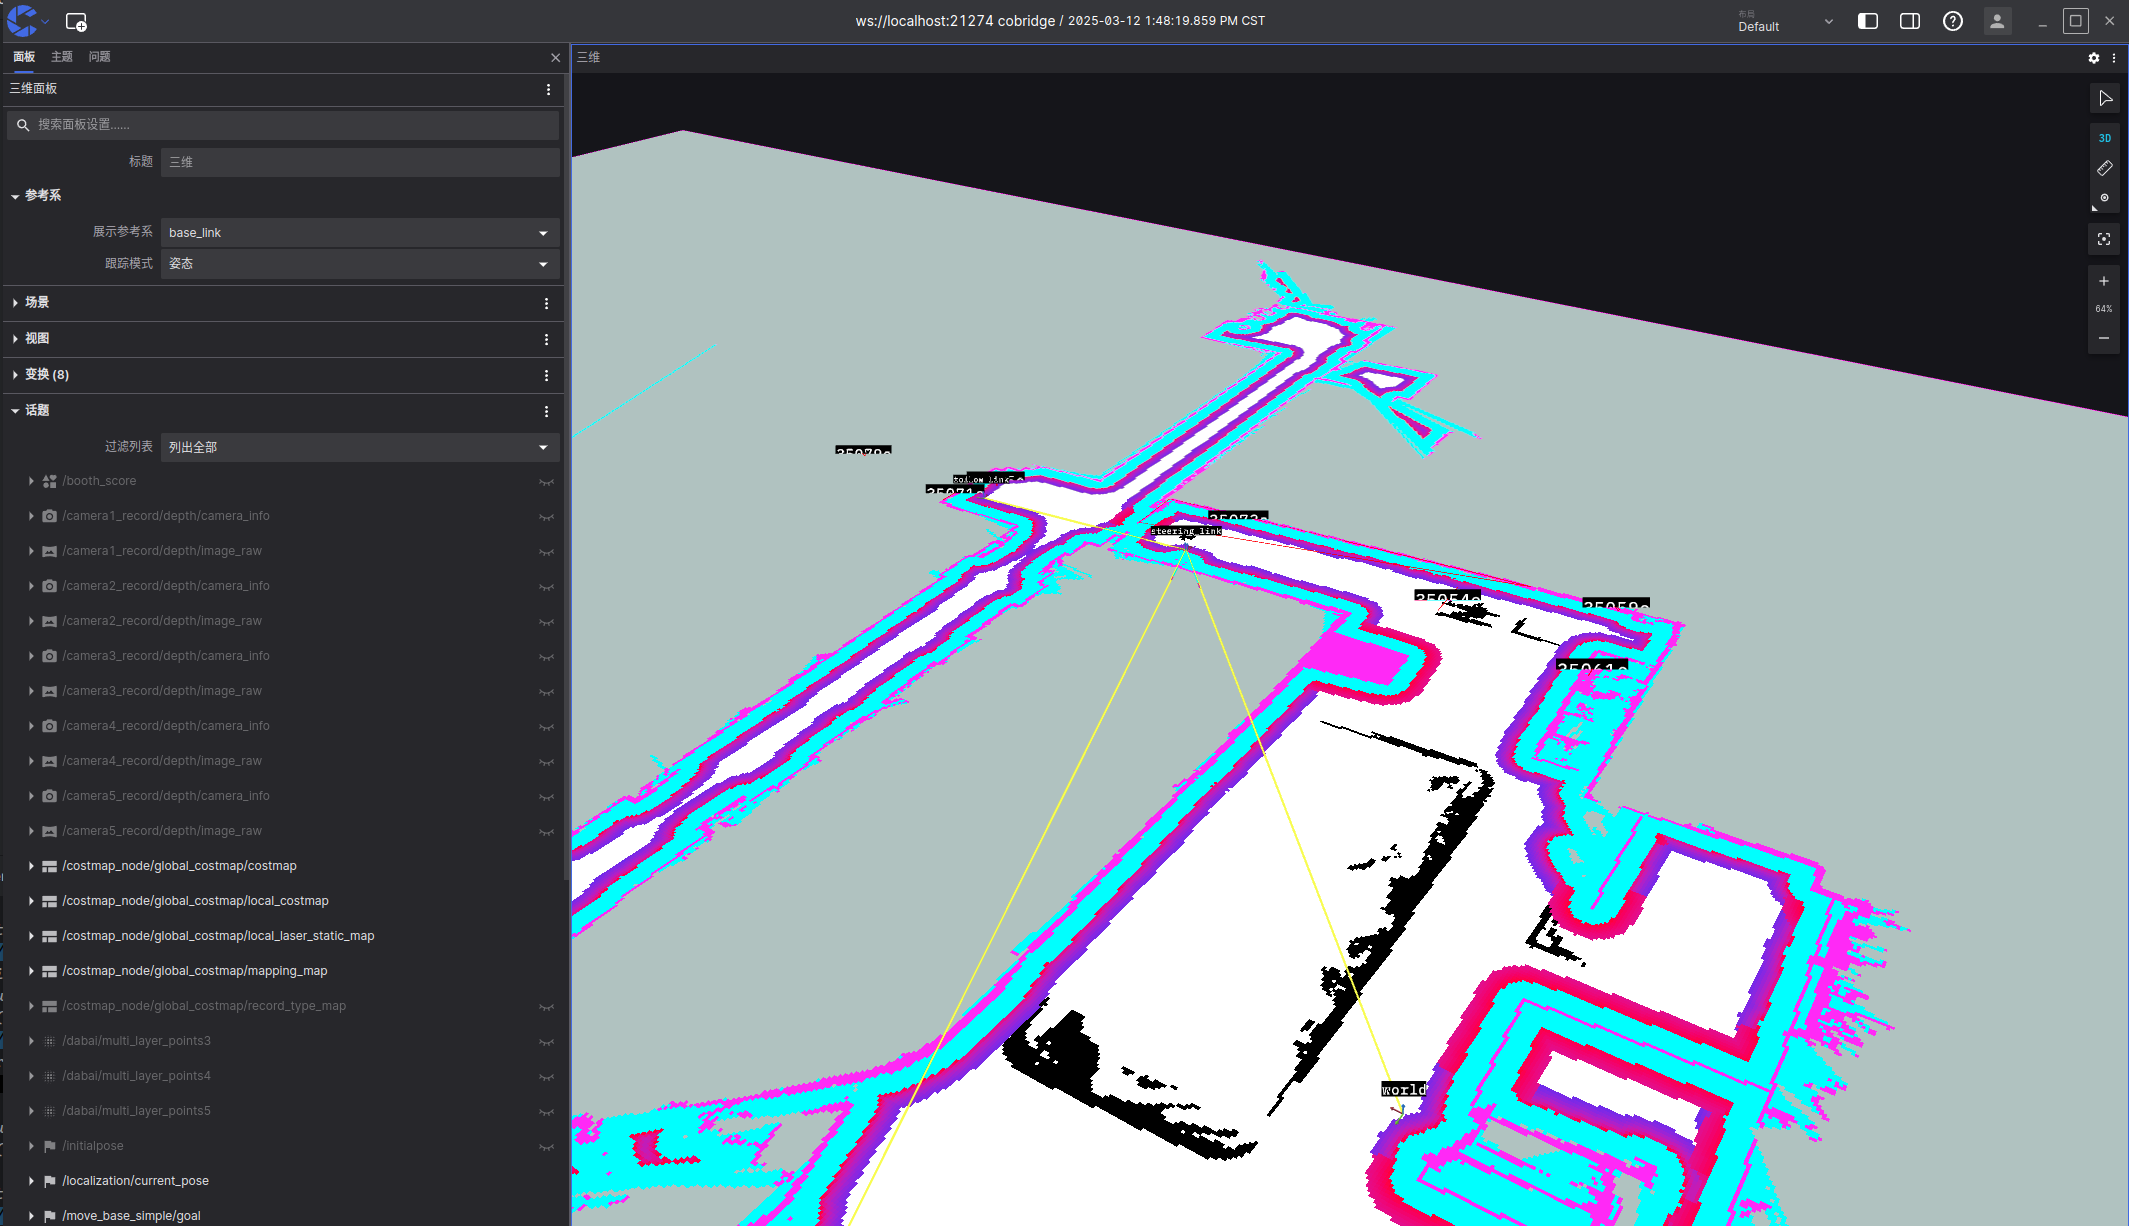 ws://localhost:21274 cobridge / 2025-03-12 1:48:19.859 PM CST
布局
Default
面板 主题 问题
三维
三维面板
搜索面板设置......
标题 三维
参考系
展示参考系 base_link
跟踪模式 姿态
场景
视图
变换 (8)
话题
过滤列表 列出全部
/booth_score
/camera1_record/depth/camera_info
/camera1_record/depth/image_raw
/camera2_record/depth/camera_info
/camera2_record/depth/image_raw
/camera3_record/depth/camera_info
/camera3_record/depth/image_raw
/camera4_record/depth/camera_info
/camera4_record/depth/image_raw
/camera5_record/depth/camera_info
/camera5_record/depth/image_raw
/costmap_node/global_costmap/costmap
/costmap_node/global_costmap/local_costmap
/costmap_node/global_costmap/local_laser_static_map
/costmap_node/global_costmap/mapping_map
/costmap_node/global_costmap/record_type_map
/dabai/multi_layer_points3
/dabai/multi_layer_points4
/dabai/multi_layer_points5
/initialpose
/localization/current_pose
/move_base_simple/goal
3D
64%
steering_link
world